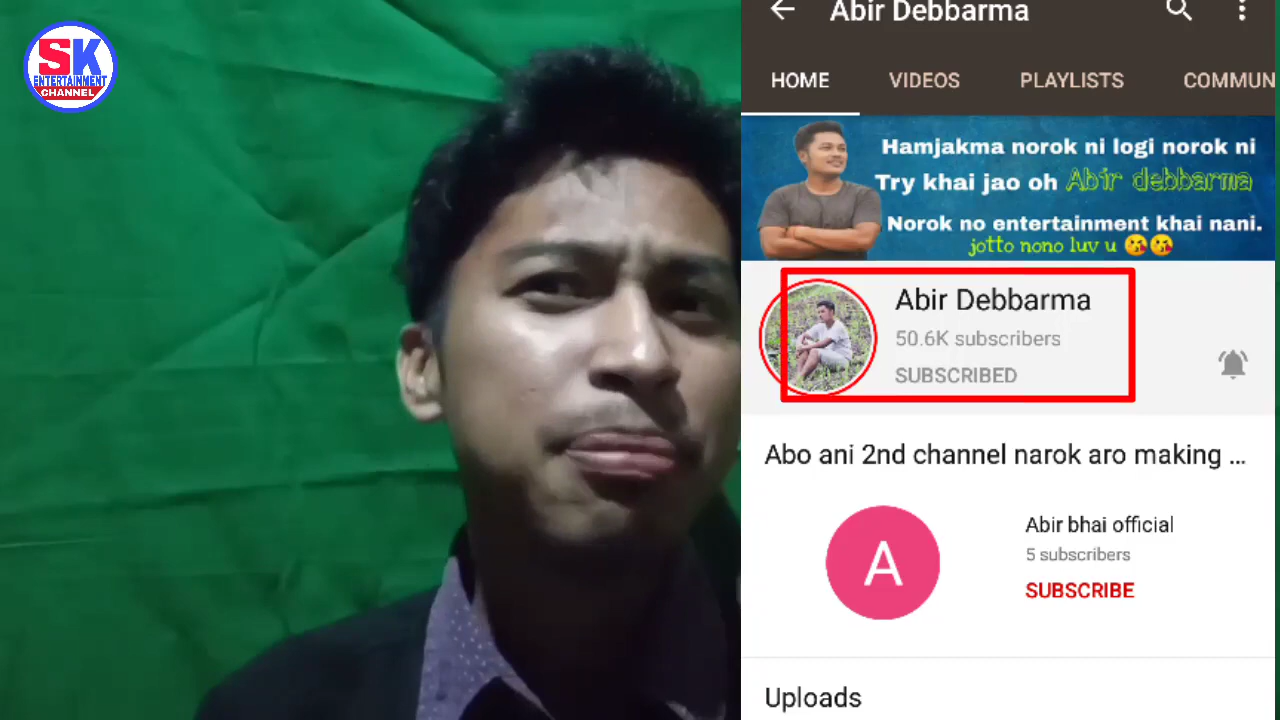 SK
ENTERTAINMENT
CHANNEL
Abir Debbarma
HOME VIDEOS PLAYLISTS COMMUN
Hamjakma norok ni logi norok ni
Try khai jao oh Abir debbarma
Norok no entertainment khai nani.
jotto nono luv u 😘😘
Abir Debbarma
50.6K subscribers
SUBSCRIBED
Abo ani 2nd channel narok aro making ...
A
Abir bhai official
5 subscribers
SUBSCRIBE
Uploads